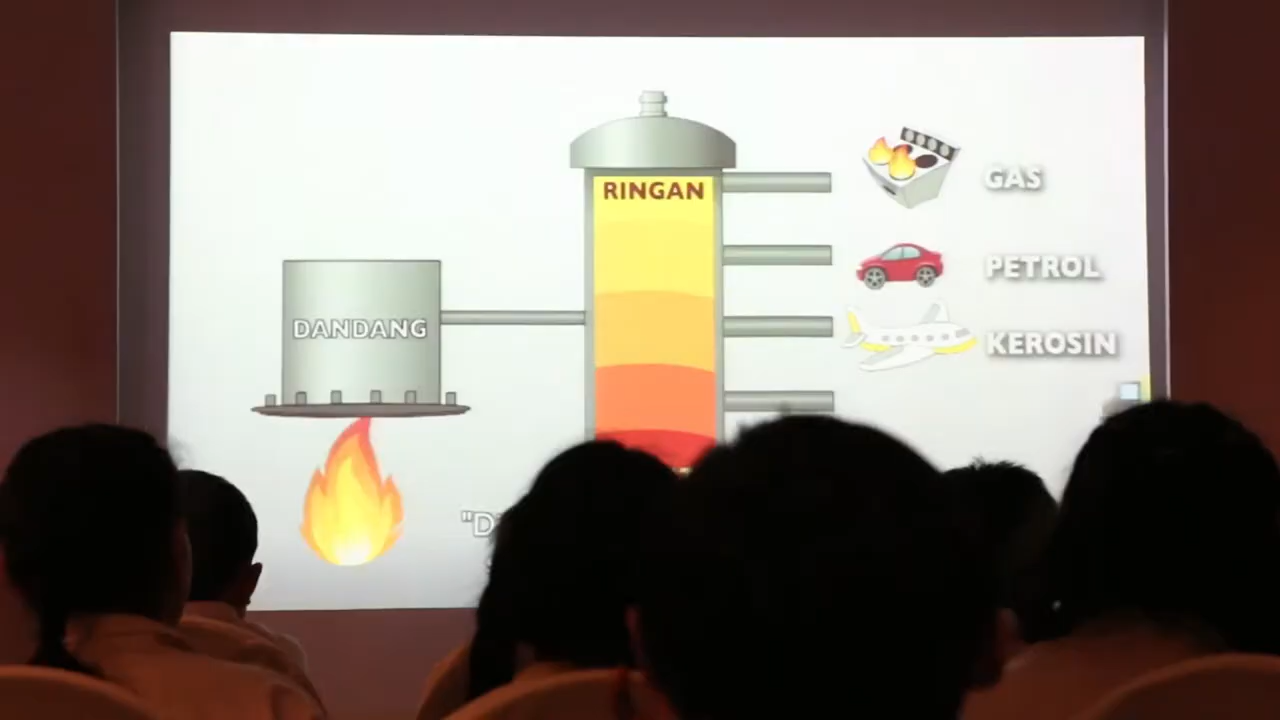 RINGAN
GAS
PETROL
DANDANG
KEROSIN